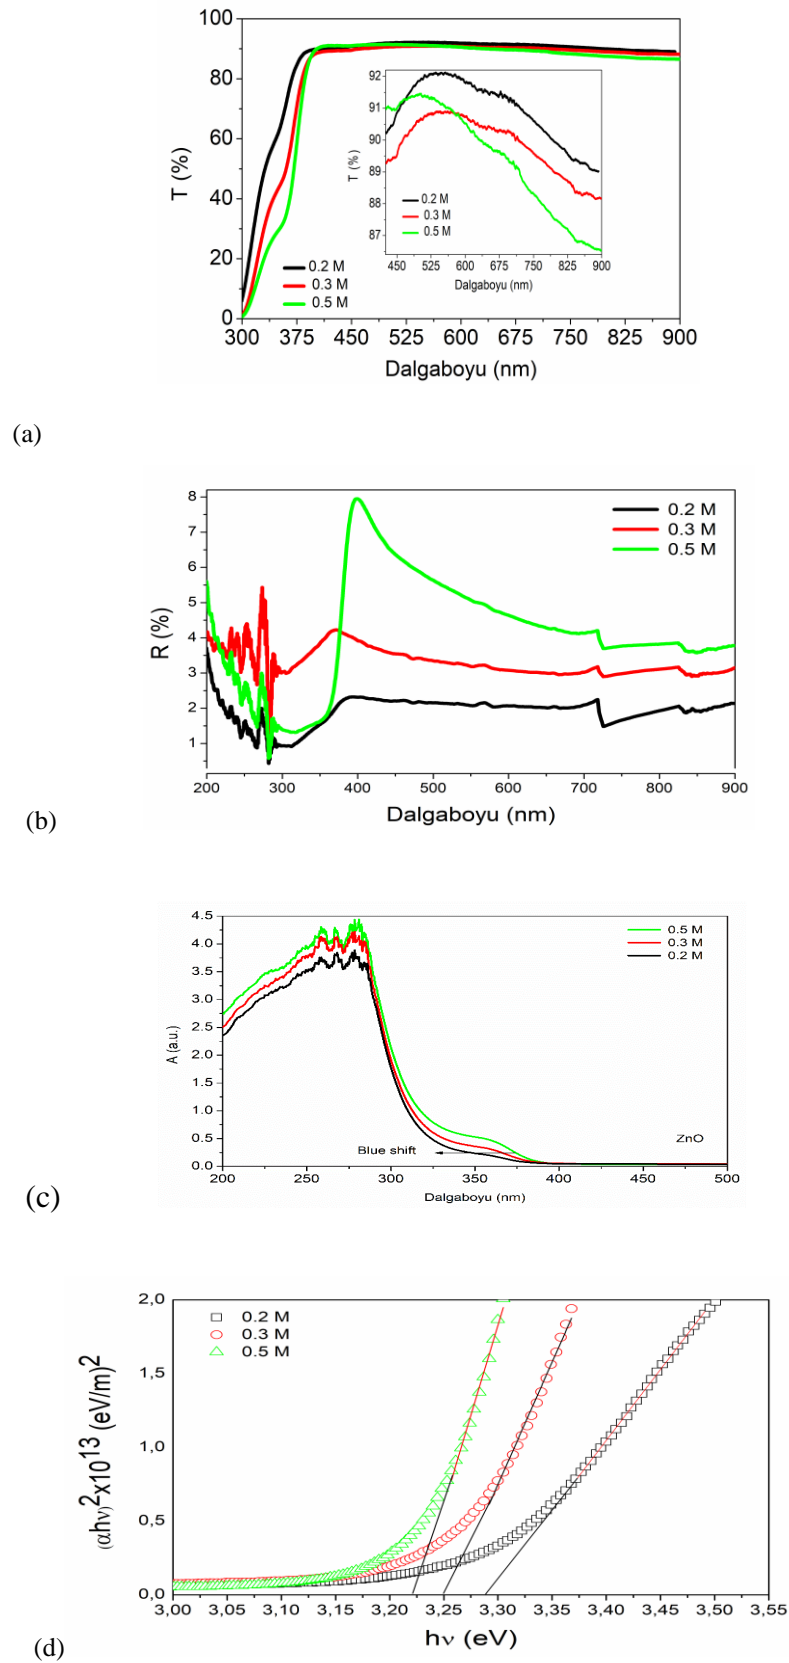 100
80
60
40
20
0
T (%)
92
91
90
89
88
87
T (%)
0.2 M
0.3 M
0.5 M
450 525 600 675 750 825 900
Dalgaboyu (nm)
0.2 M
0.3 M
0.5 M
300 375 450 525 600 675 750 825 900
Dalgaboyu (nm)
(a)
8
7
6
5
4
3
2
1
R (%)
0.2 M
0.3 M
0.5 M
200 300 400 500 600 700 800 900
Dalgaboyu (nm)
(b)
4.5
4.0
3.5
3.0
2.5
2.0
1.5
1.0
0.5
0.0
A (a.u.)
0.5 M
0.3 M
0.2 M
Blue shift
ZnO
200 250 300 350 400 450 500
Dalgaboyu (nm)
(c)
2,0
1,5
1,0
0,5
0,0
(αhν)2x10^13 (eV/m)2
0.2 M
0.3 M
0.5 M
3,00 3,05 3,10 3,15 3,20 3,25 3,30 3,35 3,40 3,45 3,50 3,55
hν (eV)
(d)